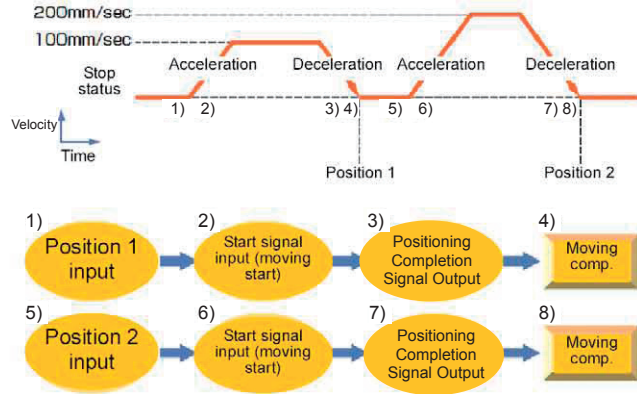 200mm/sec
100mm/sec
Acceleration
Deceleration
Acceleration
Deceleration
Stop
status
1)
2)
3)
4)
5)
6)
7)
8)
Velocity
Time
Position 1
Position 2
1)
2)
3)
4)
Position 1
input
Start signal
input (moving
start)
Positioning
Completion
Signal Output
Moving
comp.
5)
6)
7)
8)
Position 2
input
Start signal
input (moving
start)
Positioning
Completion
Signal Output
Moving
comp.